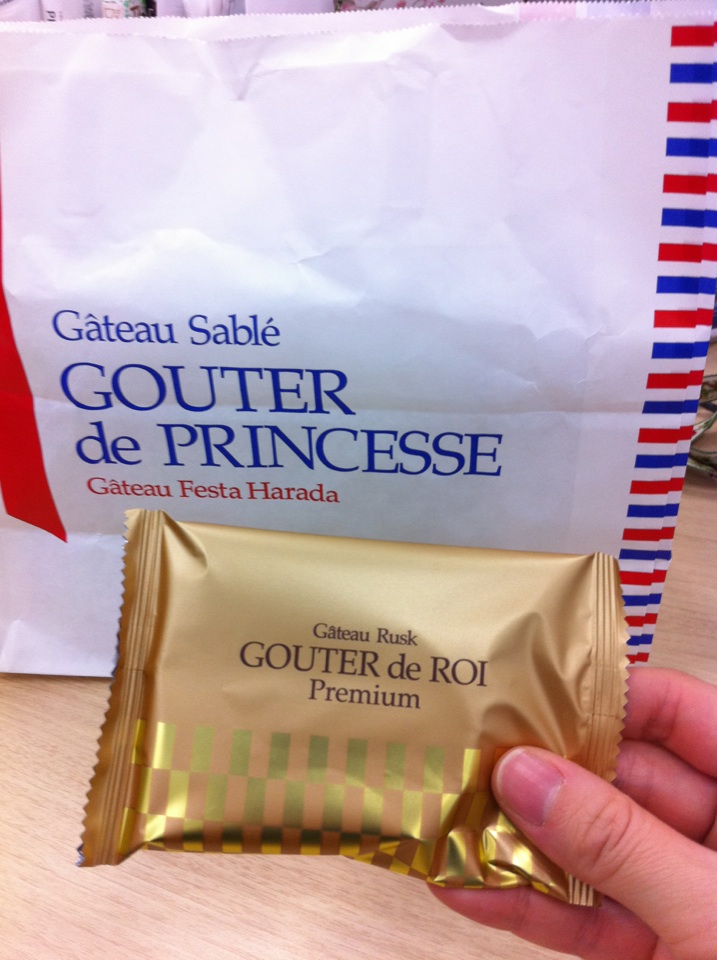 Gâteau Sablé
GOUTER
de PRINCESSE
Gâteau Festa Harada
Gâteau Rusk
GOUTER de ROI
Premium